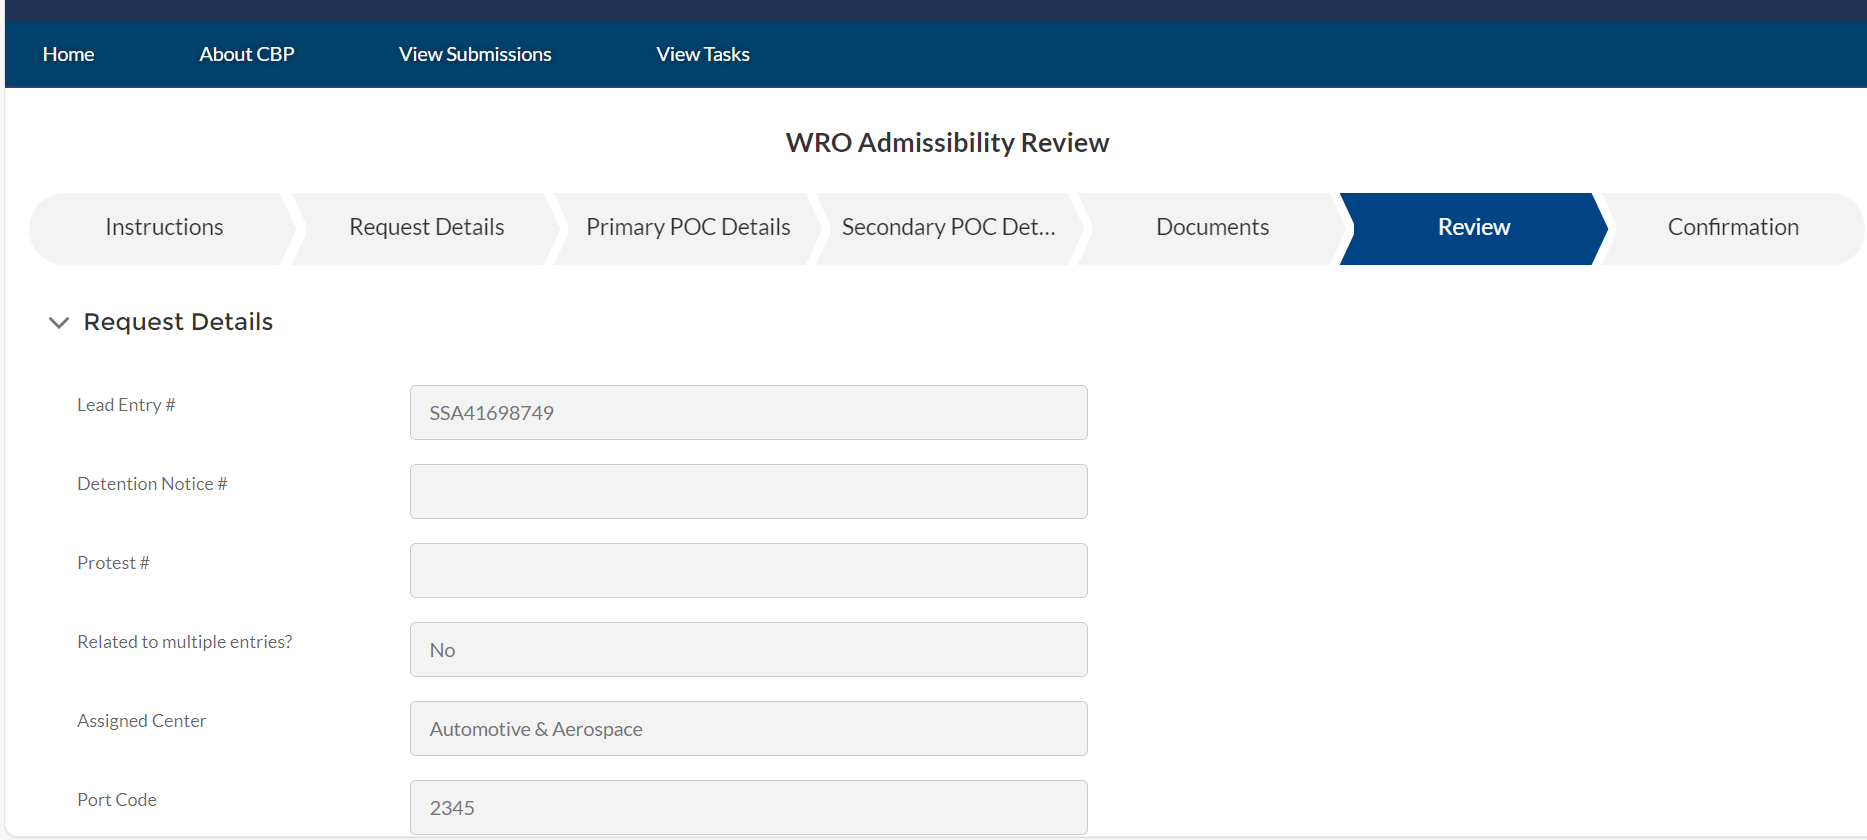 Home About CBP View Submissions View Tasks
WRO Admissibility Review
Instructions Request Details Primary POC Details Secondary POC Det... Documents Review Confirmation
Request Details
Lead Entry # SSA41698749
Detention Notice #
Protest #
Related to multiple entries? No
Assigned Center Automotive & Aerospace
Port Code 2345